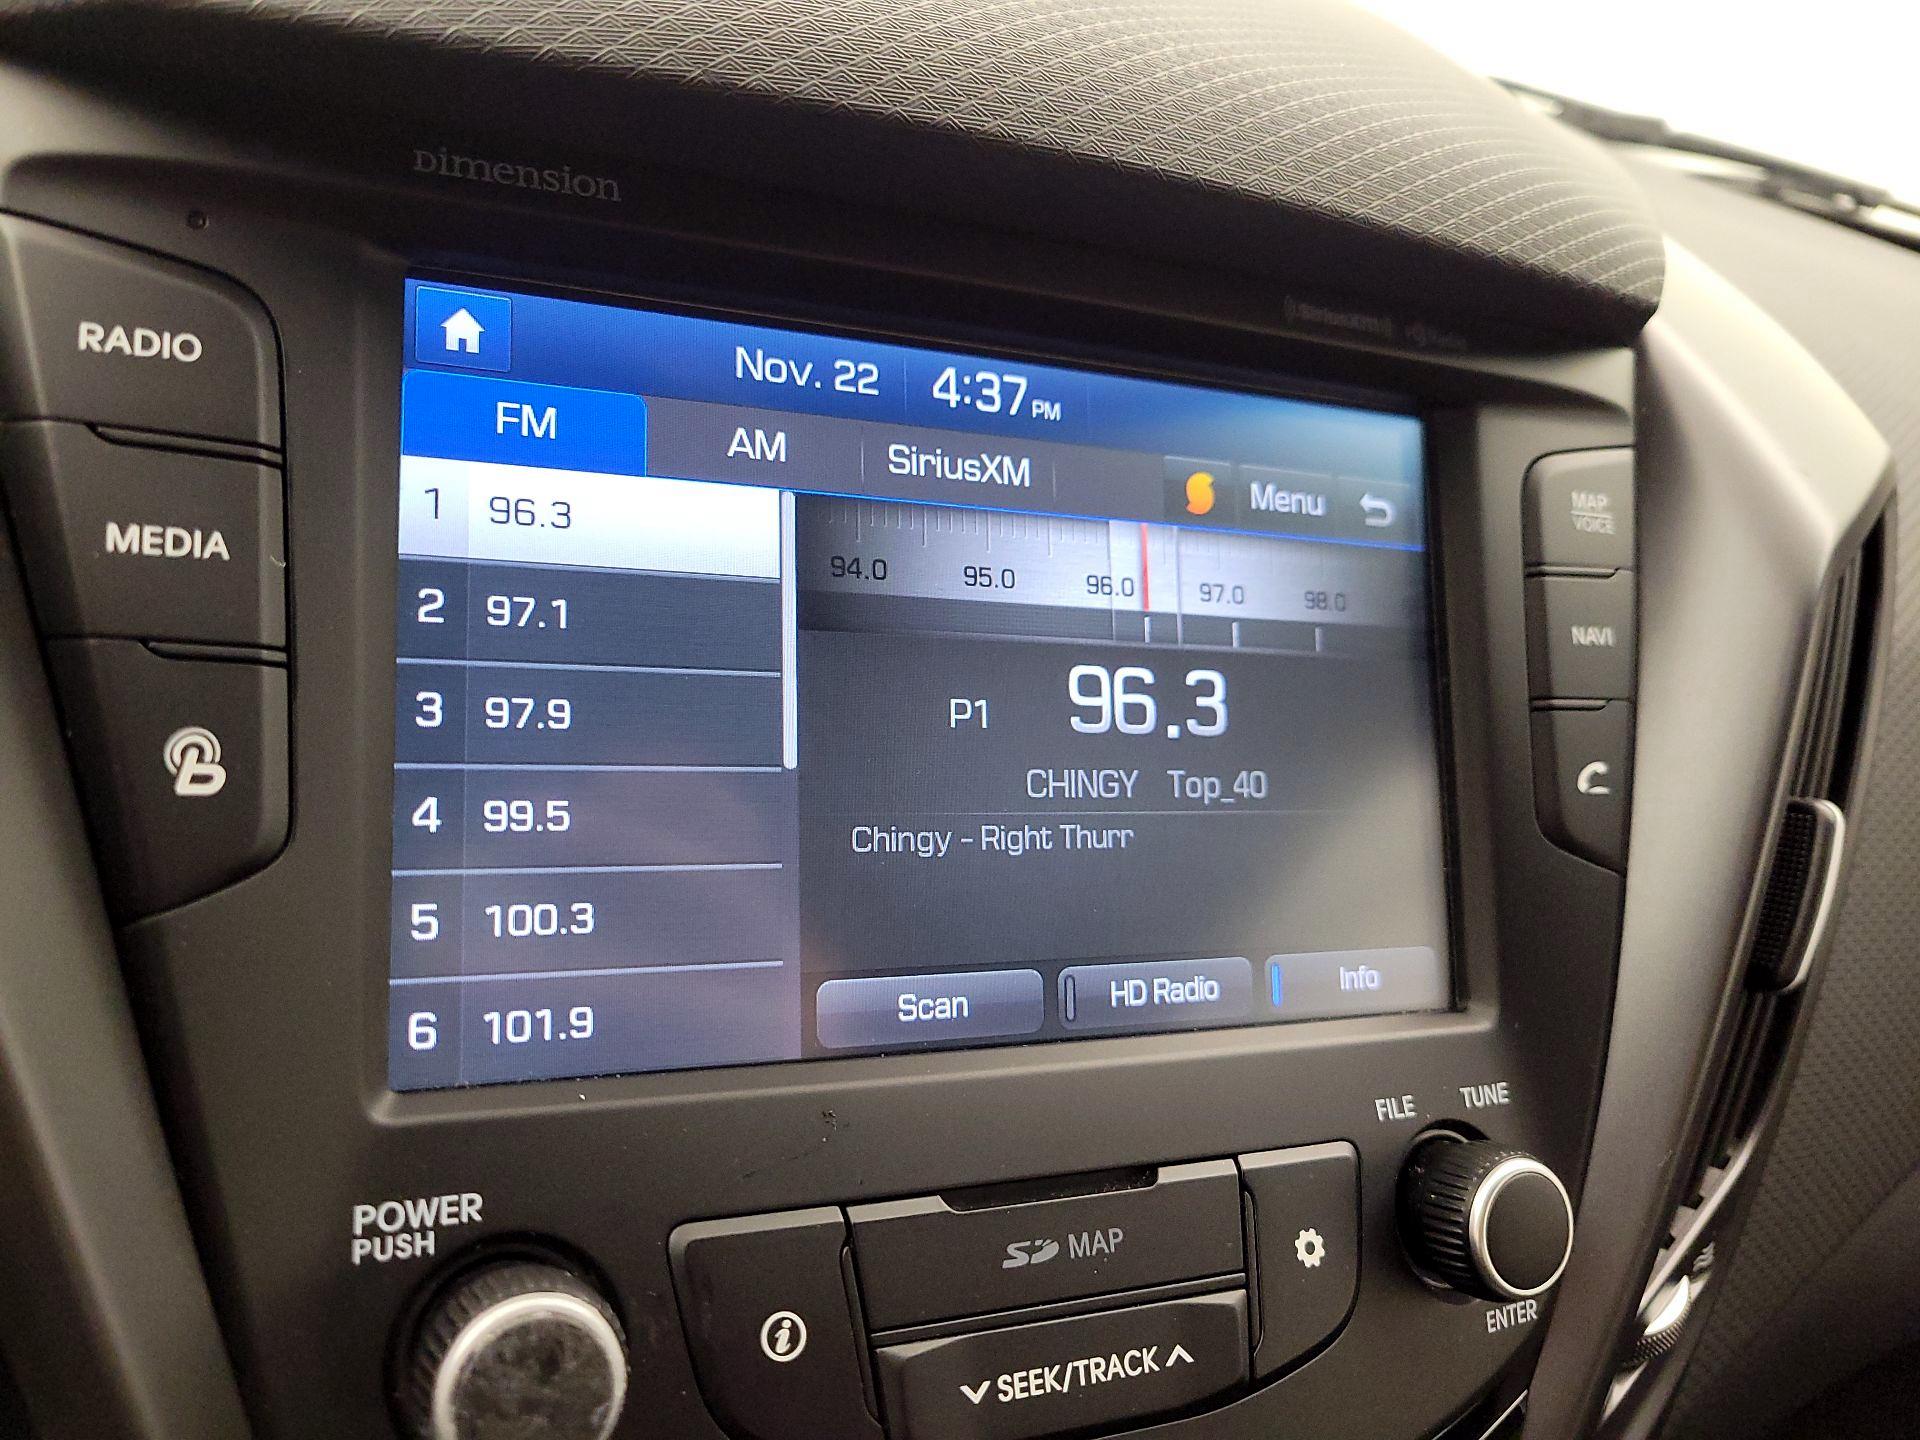 Dimension
RADIO
MEDIA
Nov. 22 4:37 PM
FM AM SiriusXM Menu
1 96.3
2 97.1
3 97.9
4 99.5
5 100.3
6 101.9
94.0 95.0 96.0 97.0 98.0
P1 96.3
CHINGY Top_40
Chingy - Right Thurr
Scan HD Radio Info
MAP
VOICE
NAVI
FILE TUNE
POWER
PUSH
SD MAP
SEEK/TRACK
ENTER